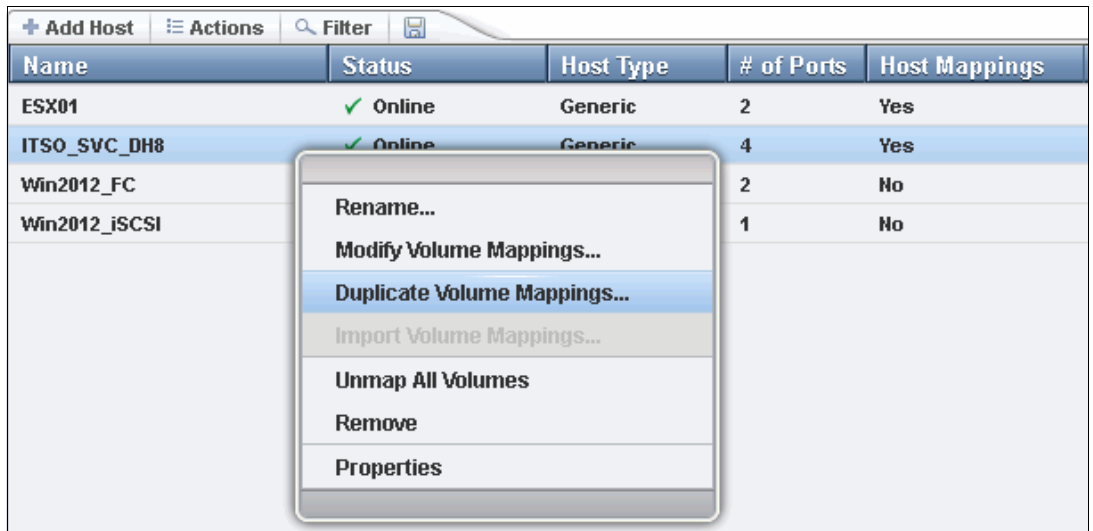 Add Host Actions Filter
Name Status Host Type # of Ports Host Mappings
ESX01 Online Generic 2 Yes
ITSO_SVC_DH8 Online Generic 4 Yes
Win2012_FC 2 No
Win2012_iSCSI 1 No
Rename...
Modify Volume Mappings...
Duplicate Volume Mappings...
Import Volume Mappings...
Unmap All Volumes
Remove
Properties